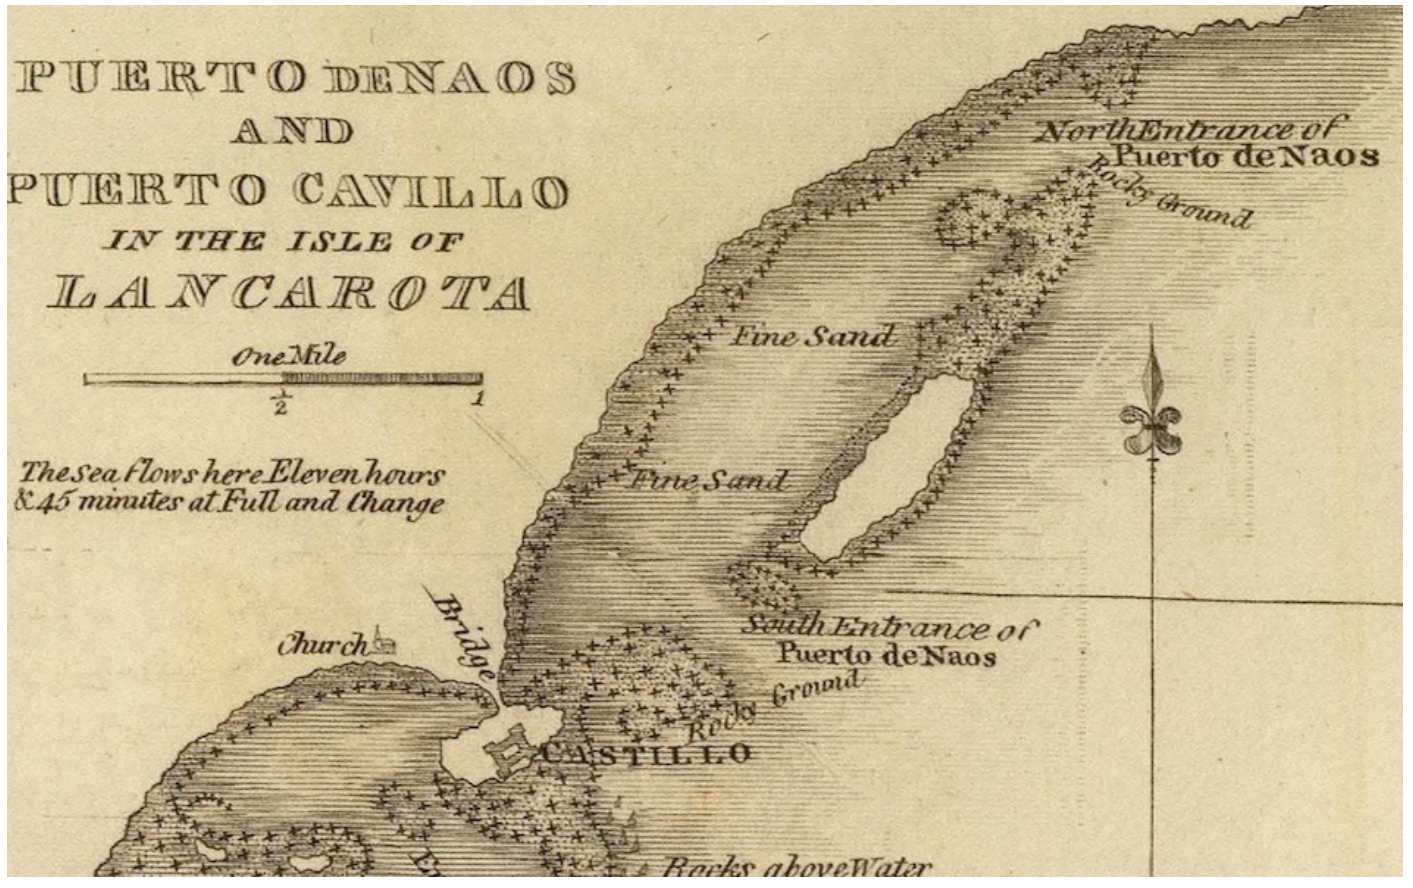 PUERTO DE NAOS
AND
PUERTO CAVILLO
IN THE ISLE OF
LANCAROTA
One Mile
1/2
1
The Sea flows here Eleven hours
& 45 minutes at Full and Change
North Entrance of
Puerto de Naos
Rocky Ground
Fine Sand
Fine Sand
South Entrance of
Puerto de Naos
Rocky Ground
Bridge
Church
CASTILLO
Rocks above Water